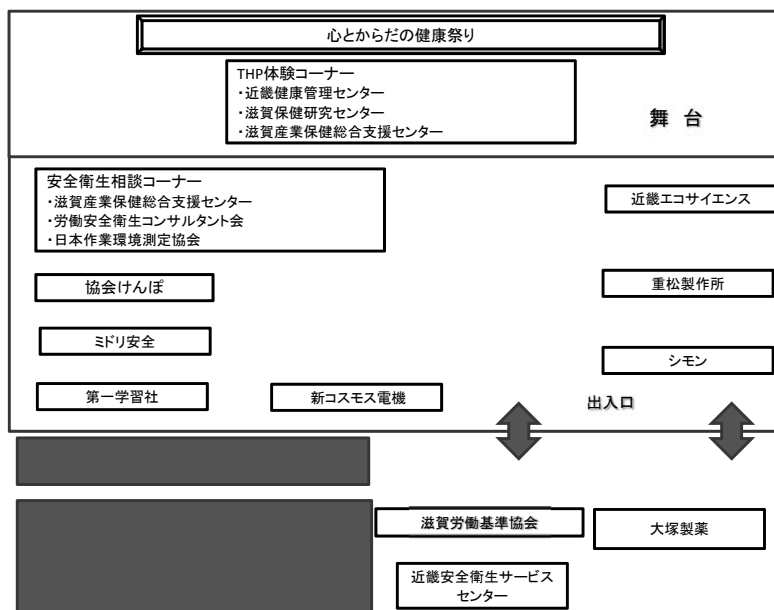 心とからだの健康祭り
THP体験コーナー
・近畿健康管理センター
・滋賀保健研究センター
・滋賀産業保健総合支援センター
舞 台
安全衛生相談コーナー
・滋賀産業保健総合支援センター
・労働安全衛生コンサルタント会
・日本作業環境測定協会
近畿エコサイエンス
協会けんぽ
重松製作所
ミドリ安全
シモン
第一学習社
新コスモス電機
出入口
滋賀労働基準協会
大塚製薬
近畿安全衛生サービス
センター